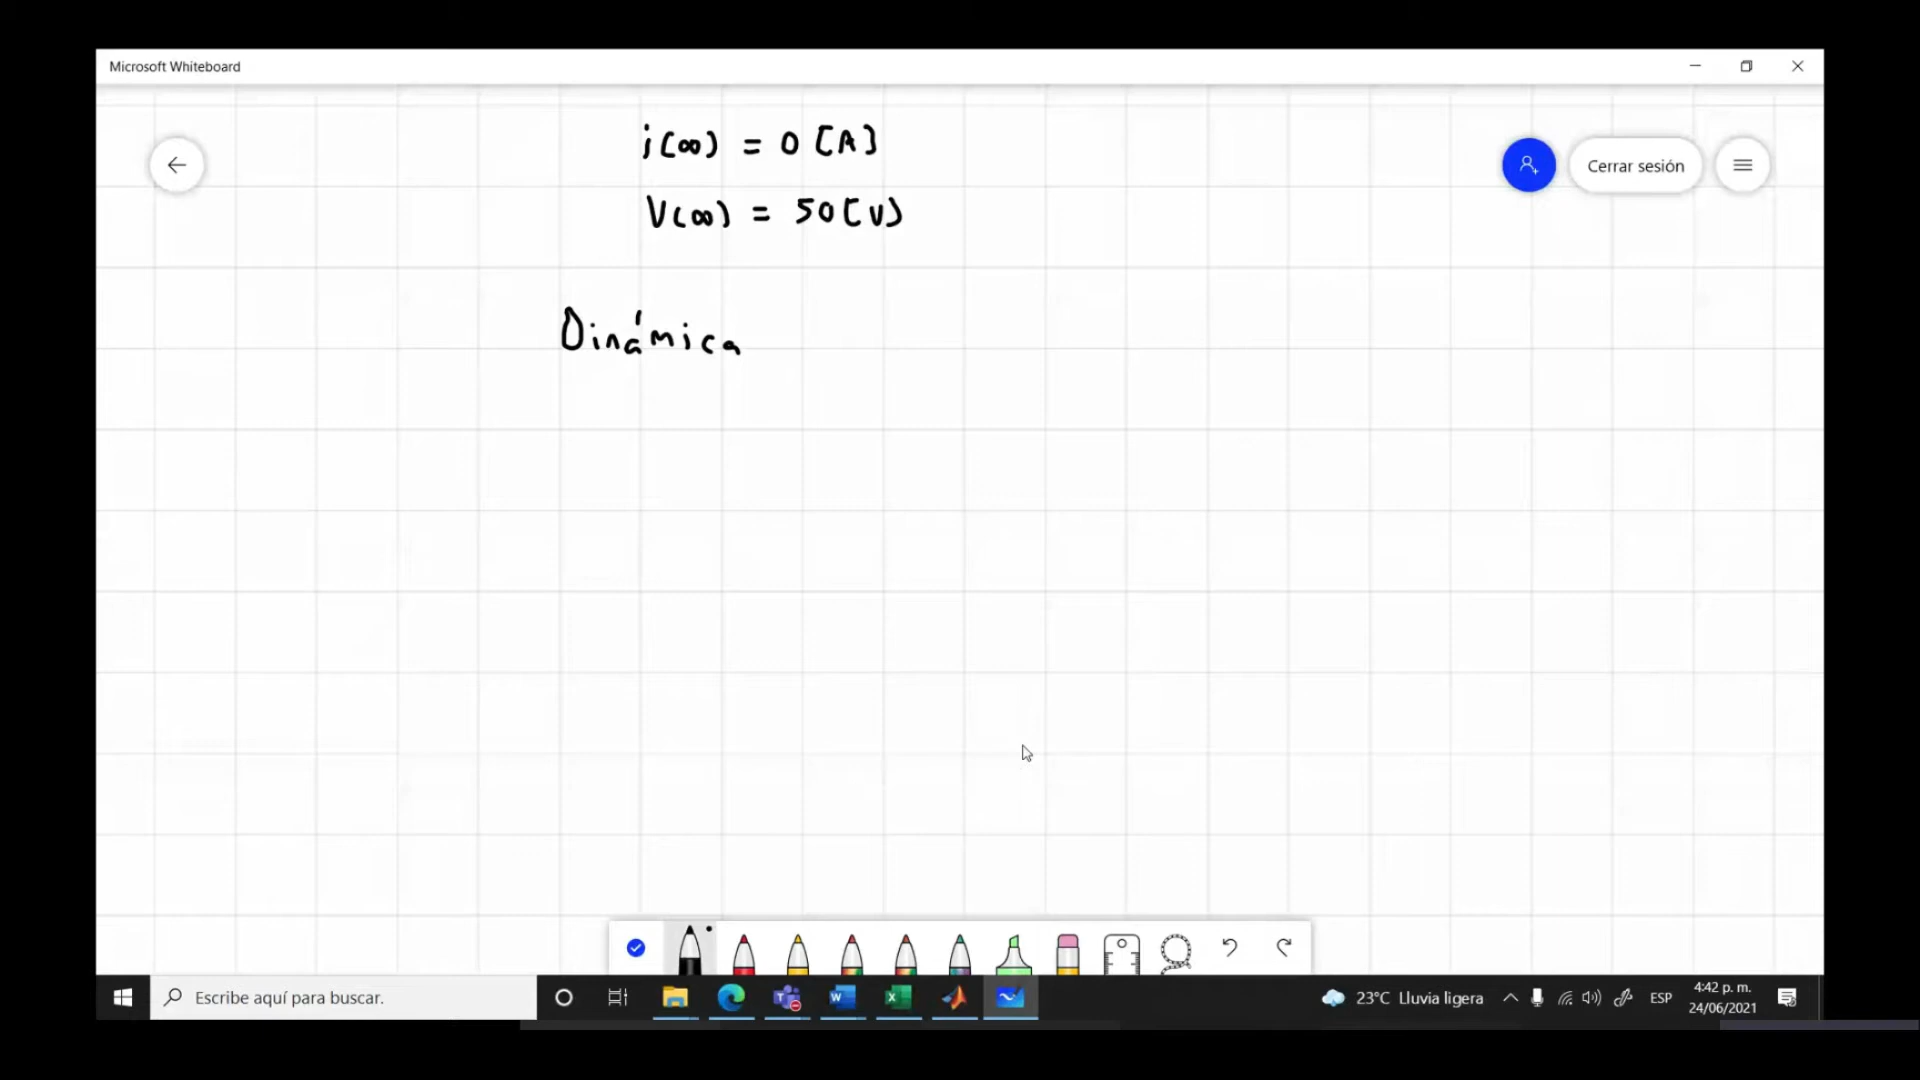 Microsoft Whiteboard
i(∞) = 0 [A]
Cerrar sesión
V(∞) = 50[V]
Dinámica
Escribe aquí para buscar.
23°C Lluvia ligera
ESP
4:42 p. m.
24/06/2021